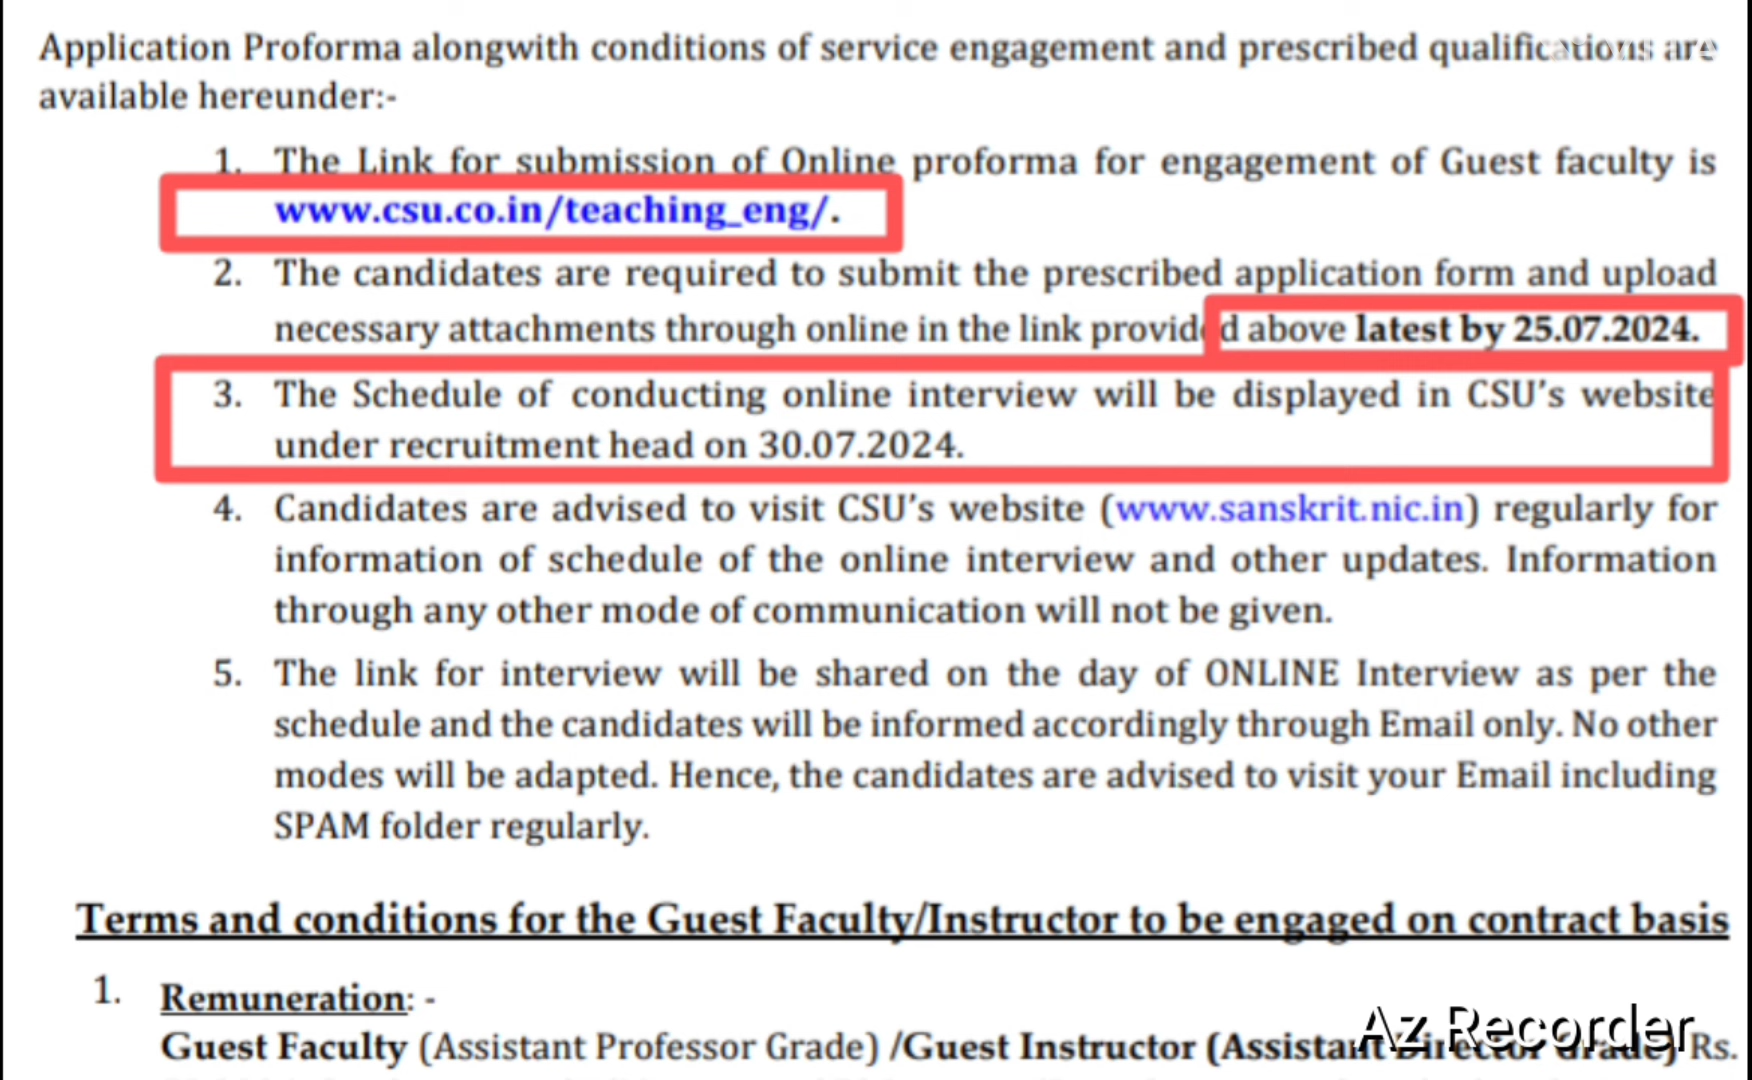 Application Proforma alongwith conditions of service engagement and prescribed qualifications are
available hereunder:-
1. The Link for submission of Online proforma for engagement of Guest faculty is
www.csu.co.in/teaching_eng/.
2. The candidates are required to submit the prescribed application form and upload
necessary attachments through online in the link provided above latest by 25.07.2024.
3. The Schedule of conducting online interview will be displayed in CSU's website
under recruitment head on 30.07.2024.
4. Candidates are advised to visit CSU's website (www.sanskrit.nic.in) regularly for
information of schedule of the online interview and other updates. Information
through any other mode of communication will not be given.
5. The link for interview will be shared on the day of ONLINE Interview as per the
schedule and the candidates will be informed accordingly through Email only. No other
modes will be adapted. Hence, the candidates are advised to visit your Email including
SPAM folder regularly.
Terms and conditions for the Guest Faculty/Instructor to be engaged on contract basis
1. Remuneration: -
Guest Faculty (Assistant Professor Grade) /Guest Instructor (Assistant Director Grade) Rs.
Az Recorder